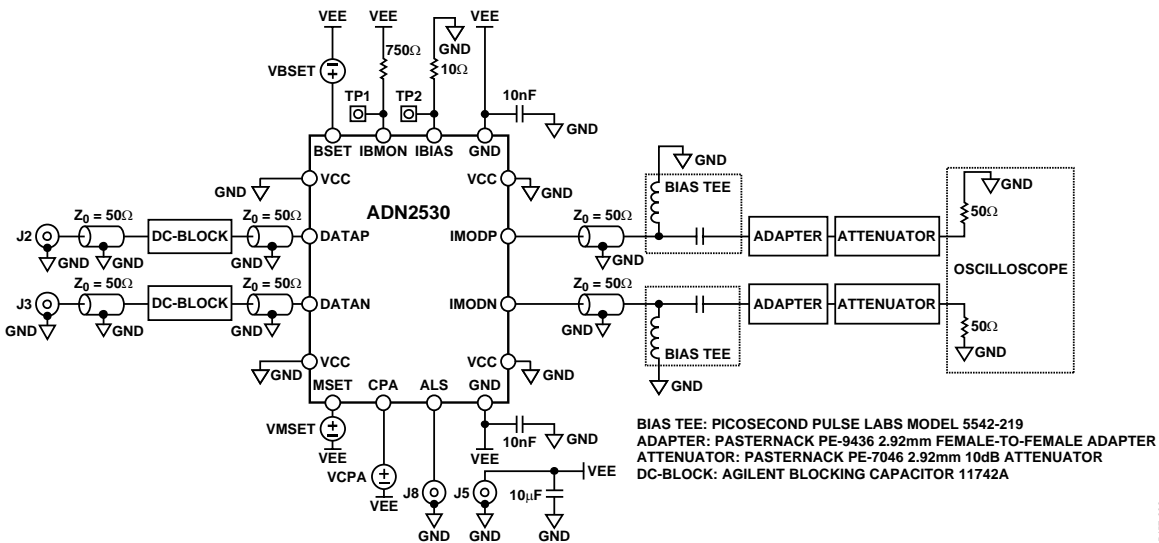 VEE VEE GND VEE
750Ω
10Ω
VBSET
TP1 TP2
10nF
GND
BSET IBMON IBIAS GND
GND VCC VCC GND
ADN2530
GND
BIAS TEE
GND
50Ω
J2 Z0 = 50Ω DC-BLOCK Z0 = 50Ω DATAP IMODP Z0 = 50Ω ADAPTER ATTENUATOR
GND GND GND GND
OSCILLOSCOPE
J3 Z0 = 50Ω DC-BLOCK Z0 = 50Ω DATAN IMODN Z0 = 50Ω ADAPTER ATTENUATOR
GND GND GND GND
50Ω
GND
BIAS TEE
GND
GND VCC VCC GND
MSET CPA ALS GND
VMSET
VEE
10nF
GND
VEE
VCPA
VEE
J8
GND
J5
GND
10μF
VEE
GND
BIAS TEE: PICOSECOND PULSE LABS MODEL 5542-219
ADAPTER: PASTERNACK PE-9436 2.92mm FEMALE-TO-FEMALE ADAPTER
ATTENUATOR: PASTERNACK PE-7046 2.92mm 10dB ATTENUATOR
DC-BLOCK: AGILENT BLOCKING CAPACITOR 11742A